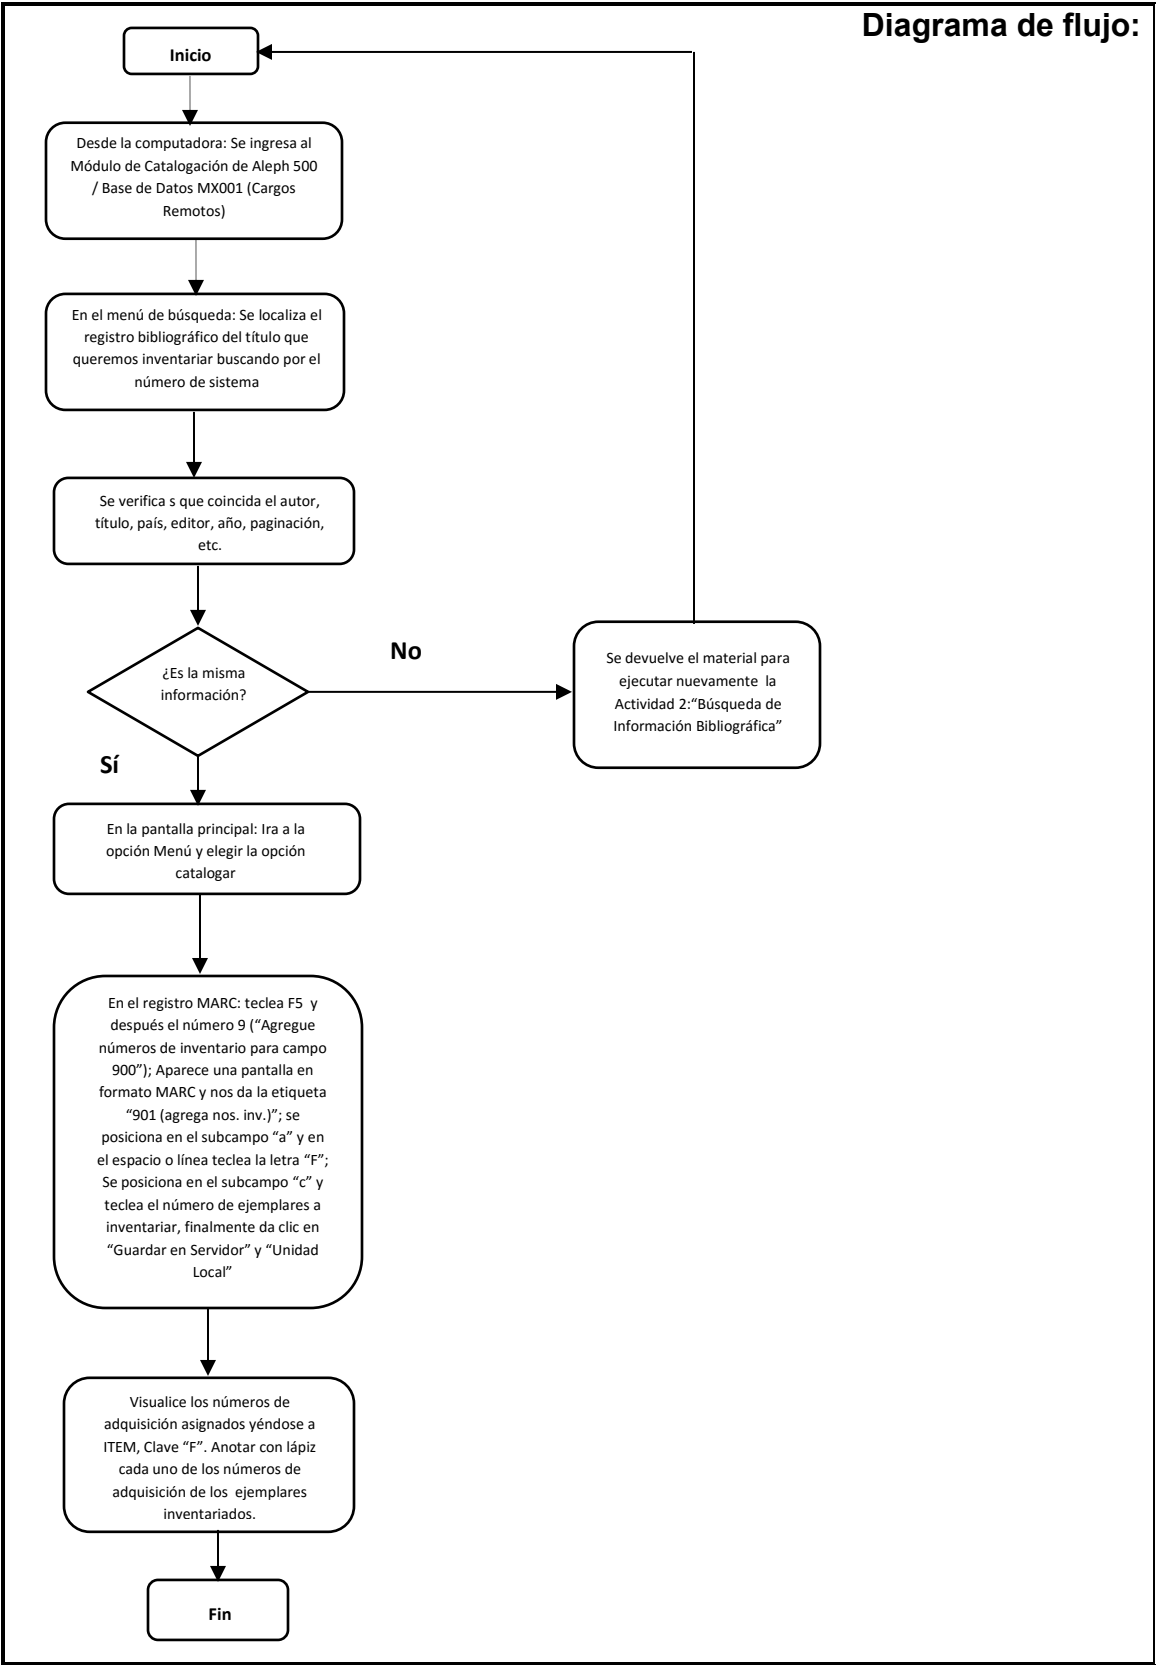 Diagrama de flujo:
Inicio
Desde la computadora: Se ingresa al
Módulo de Catalogación de Aleph 500
/ Base de Datos MX001 (Cargos
Remotos)
En el menú de búsqueda: Se localiza el
registro bibliográfico del título que
queremos inventariar buscando por el
número de sistema
Se verifica s que coincida el autor,
título, país, editor, año, paginación,
etc.
¿Es la misma
información?
No
Se devuelve el material para
ejecutar nuevamente  la
Actividad 2:“Búsqueda de
Información Bibliográfica”
Sí
En la pantalla principal: Ira a la
opción Menú y elegir la opción
catalogar
En el registro MARC: teclea F5  y
después el número 9 (“Agregue
números de inventario para campo
900”); Aparece una pantalla en
formato MARC y nos da la etiqueta
“901 (agrega nos. inv.)”; se
posiciona en el subcampo “a” y en
el espacio o línea teclea la letra “F”;
Se posiciona en el subcampo “c” y
teclea el número de ejemplares a
inventariar, finalmente da clic en
“Guardar en Servidor” y “Unidad
Local”
Visualice los números de
adquisición asignados yéndose a
ITEM, Clave “F”. Anotar con lápiz
cada uno de los números de
adquisición de los  ejemplares
inventariados.
Fin